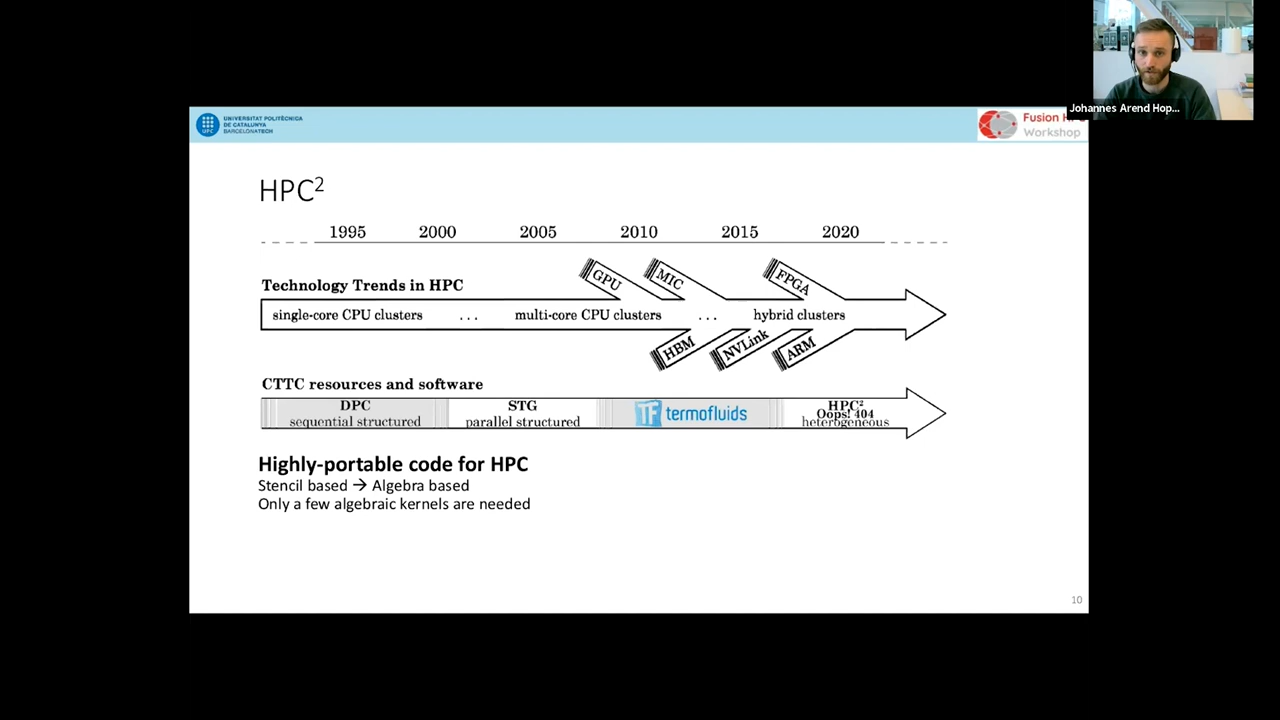 UNIVERSITAT POLITÈCNICA
DE CATALUNYA
BARCELONATECH
UPC
Fusion H
Workshop
Johannes Arend Hop...
HPC²
1995 2000 2005 2010 2015 2020
Technology Trends in HPC
GPU MIC FPGA
single-core CPU clusters ... multi-core CPU clusters ... hybrid clusters
HBM NVLink ARM
CTTC resources and software
DPC STG TF termofluids HPC²
Oops! 404
sequential structured parallel structured heterogeneous
Highly-portable code for HPC
Stencil based → Algebra based
Only a few algebraic kernels are needed
10